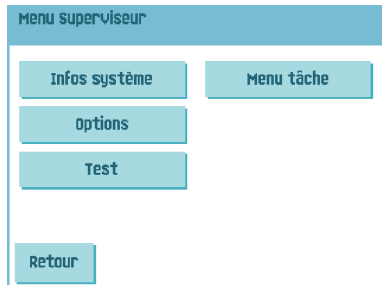 Menu superviseur
Infos système
Menu tâche
Options
Test
Retour